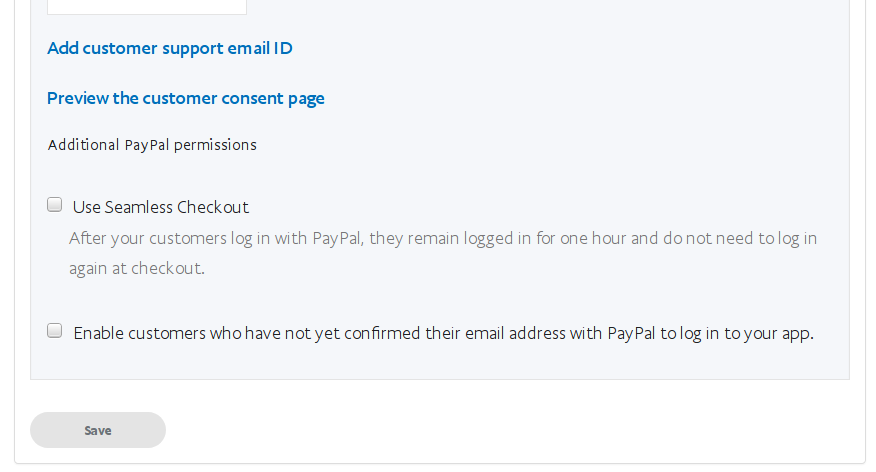 Add customer support email ID
Preview the customer consent page
Additional PayPal permissions
Use Seamless Checkout
After your customers log in with PayPal, they remain logged in for one hour and do not need to log in
again at checkout.
Enable customers who have not yet confirmed their email address with PayPal to log in to your app.
Save